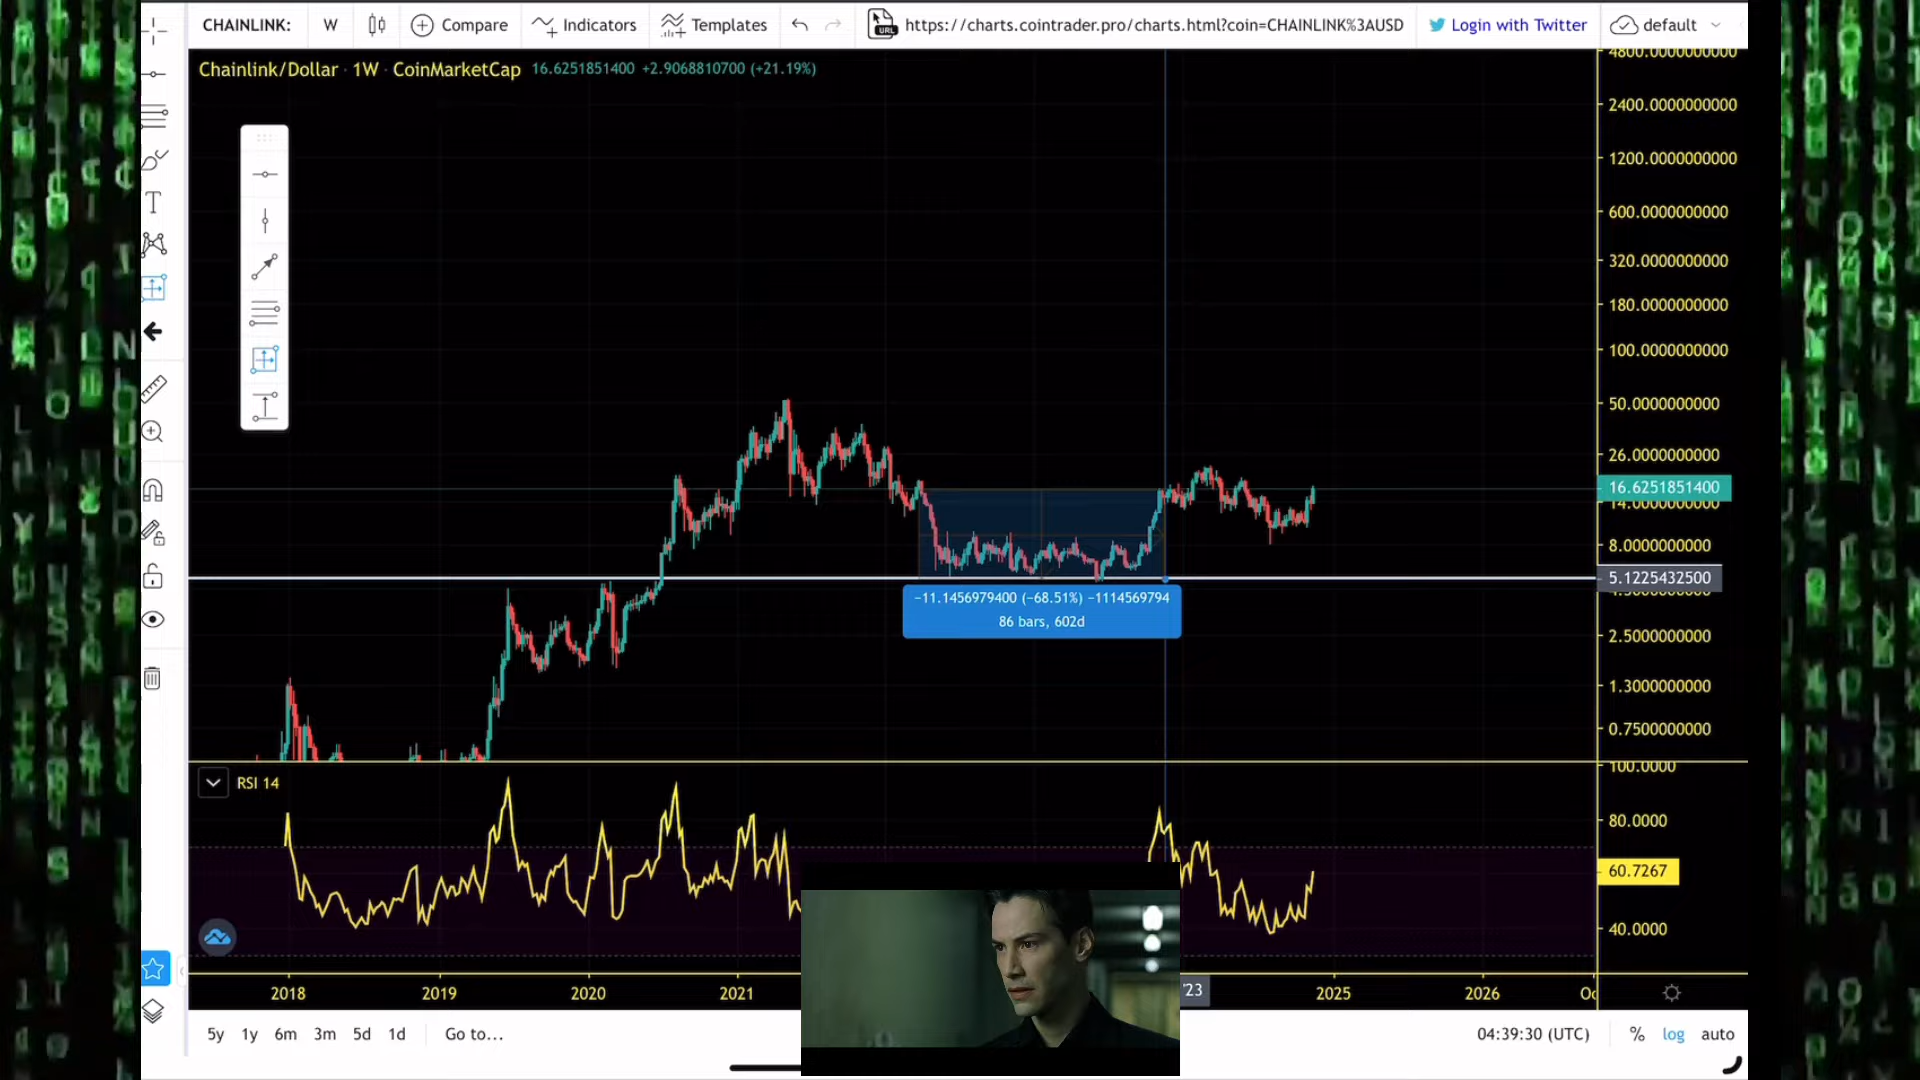 CHAINLINK: W Compare Indicators Templates https://charts.cointrader.pro/charts.html?coin=CHAINLINK%3AUSD Login with Twitter default
Chainlink/Dollar · 1W · CoinMarketCap 16.6251851400 +2.9068810700 (+21.19%)
4800.0000000000
2400.0000000000
1200.0000000000
600.0000000000
320.0000000000
180.0000000000
100.0000000000
50.0000000000
26.0000000000
16.6251851400
14.0000000000
8.0000000000
5.1225432500
−11.1456979400 (−68.51%) −1114569794
86 bars, 602d
2.5000000000
1.3000000000
0.7500000000
RSI 14
100.0000
80.0000
60.7267
40.0000
2018 2019 2020 2021 '23 2025 2026
5y 1y 6m 3m 5d 1d Go to... 04:39:30 (UTC) % log auto